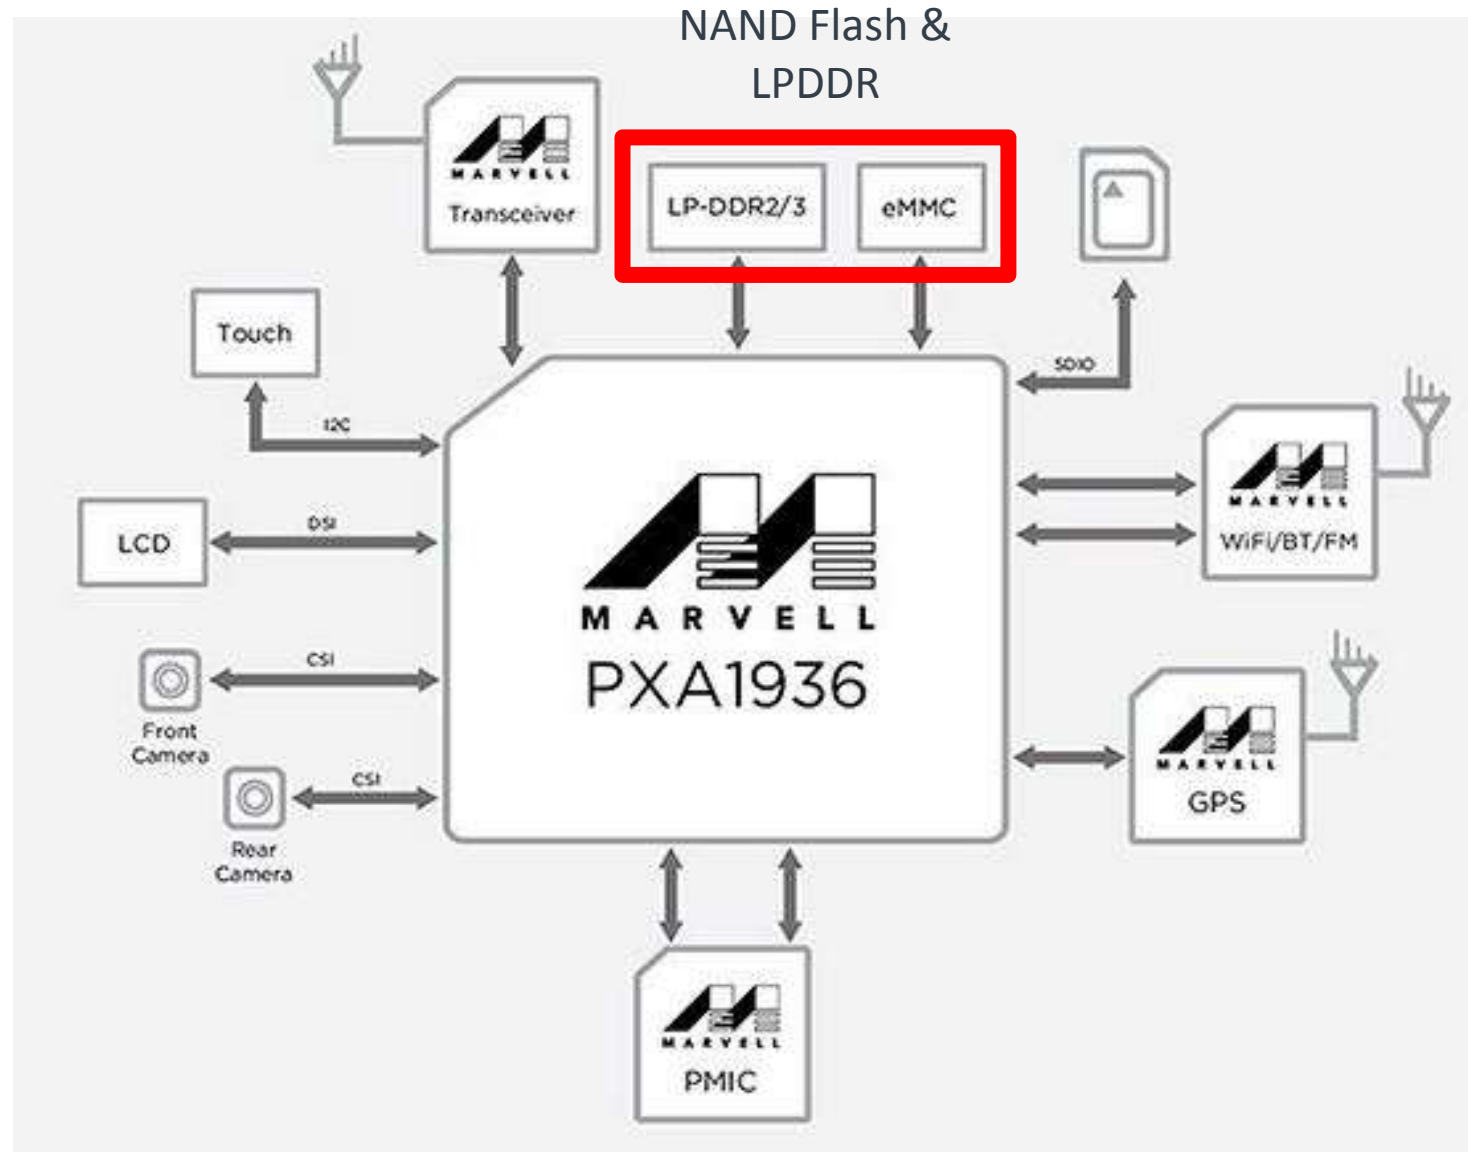 NAND Flash &
LPDDR
MARVELL
Transceiver
LP-DDR2/3
eMMC
Touch
SDIO
I2C
MARVELL
WiFi/BT/FM
LCD
DSI
MARVELL
PXA1936
CSI
Front
Camera
MARVELL
GPS
CSI
Rear
Camera
MARVELL
PMIC